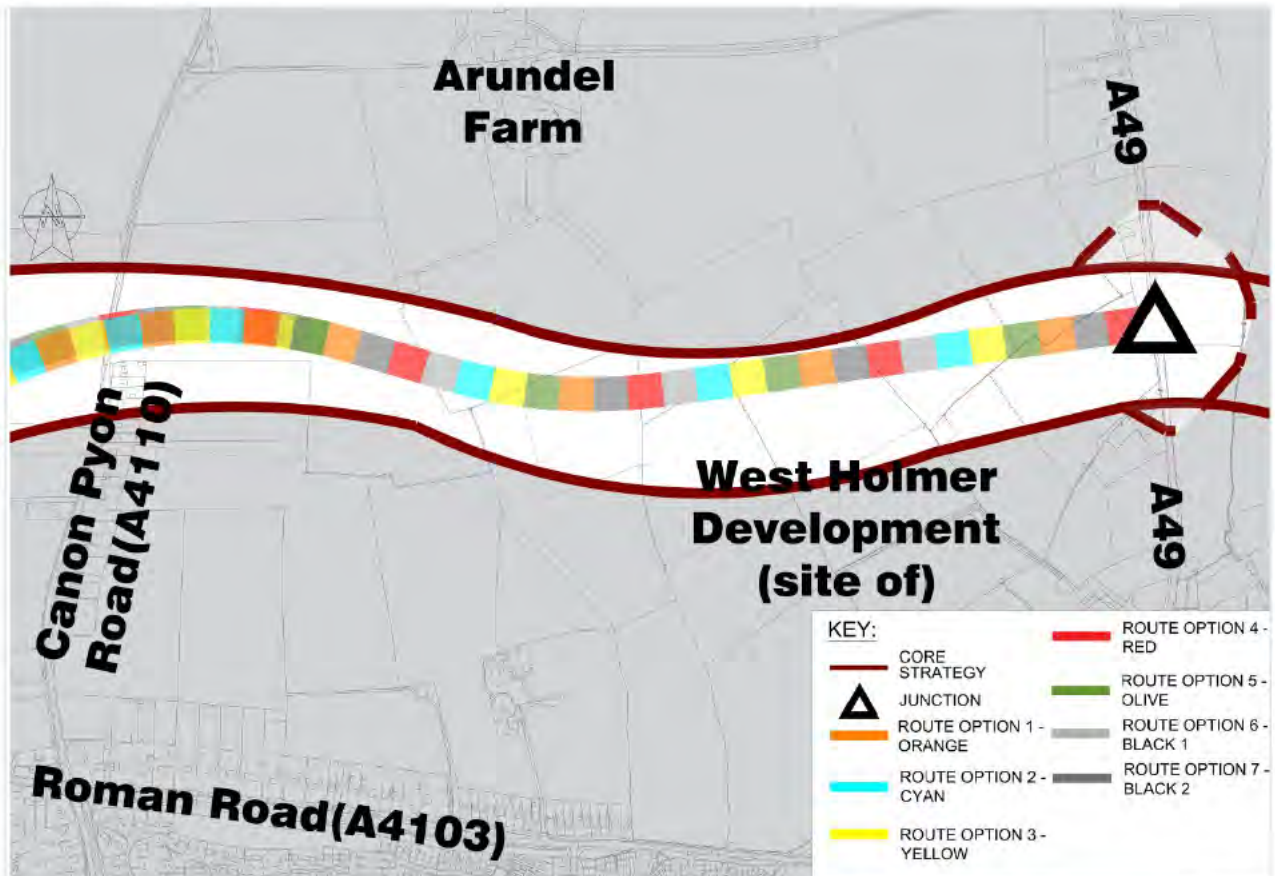 Arundel
Farm
A49
Canon Pyon
Road(A4110)
West Holmer
Development
(site of)
A49
Roman Road(A4103)
KEY:
CORE
STRATEGY
JUNCTION
ROUTE OPTION 1 -
ORANGE
ROUTE OPTION 2 -
CYAN
ROUTE OPTION 3 -
YELLOW
ROUTE OPTION 4 -
RED
ROUTE OPTION 5 -
OLIVE
ROUTE OPTION 6 -
BLACK 1
ROUTE OPTION 7 -
BLACK 2